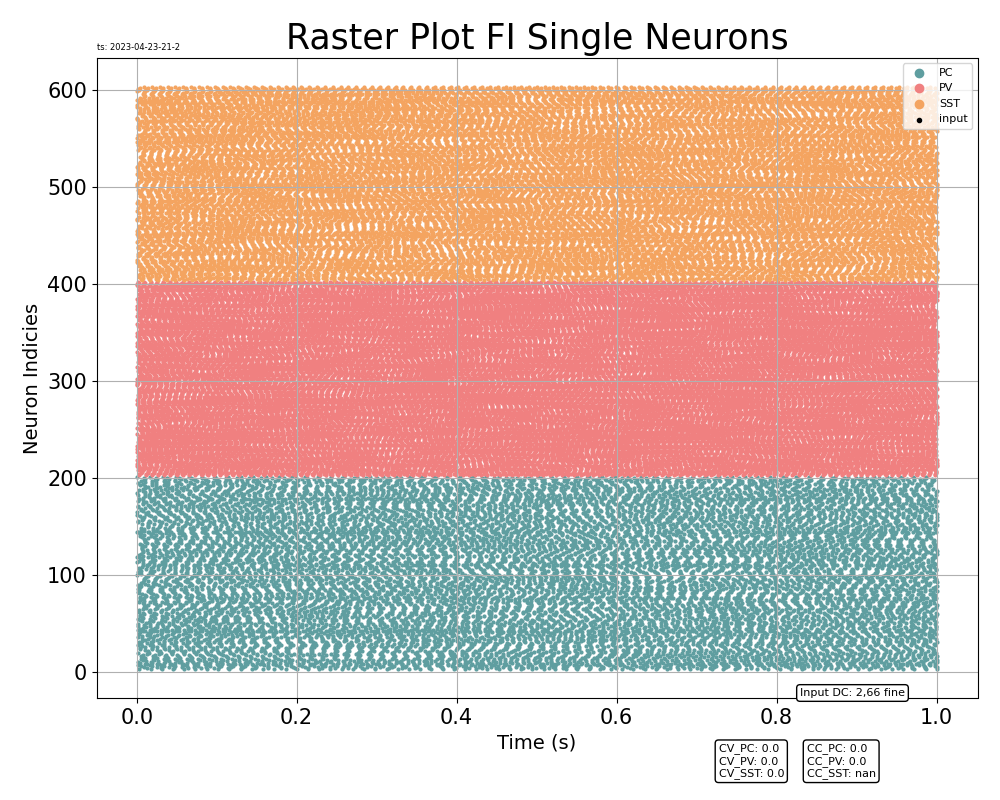 Raster Plot FI Single Neurons
ts: 2023-04-23-21-2
PC
PV
SST
input
600
500
400
300
200
100
0
Neuron Indicies
Input DC: 2,66 fine
0.0 0.2 0.4 0.6 0.8 1.0
Time (s)
CV_PC: 0.0
CV_PV: 0.0
CV_SST: 0.0
CC_PC: 0.0
CC_PV: 0.0
CC_SST: nan